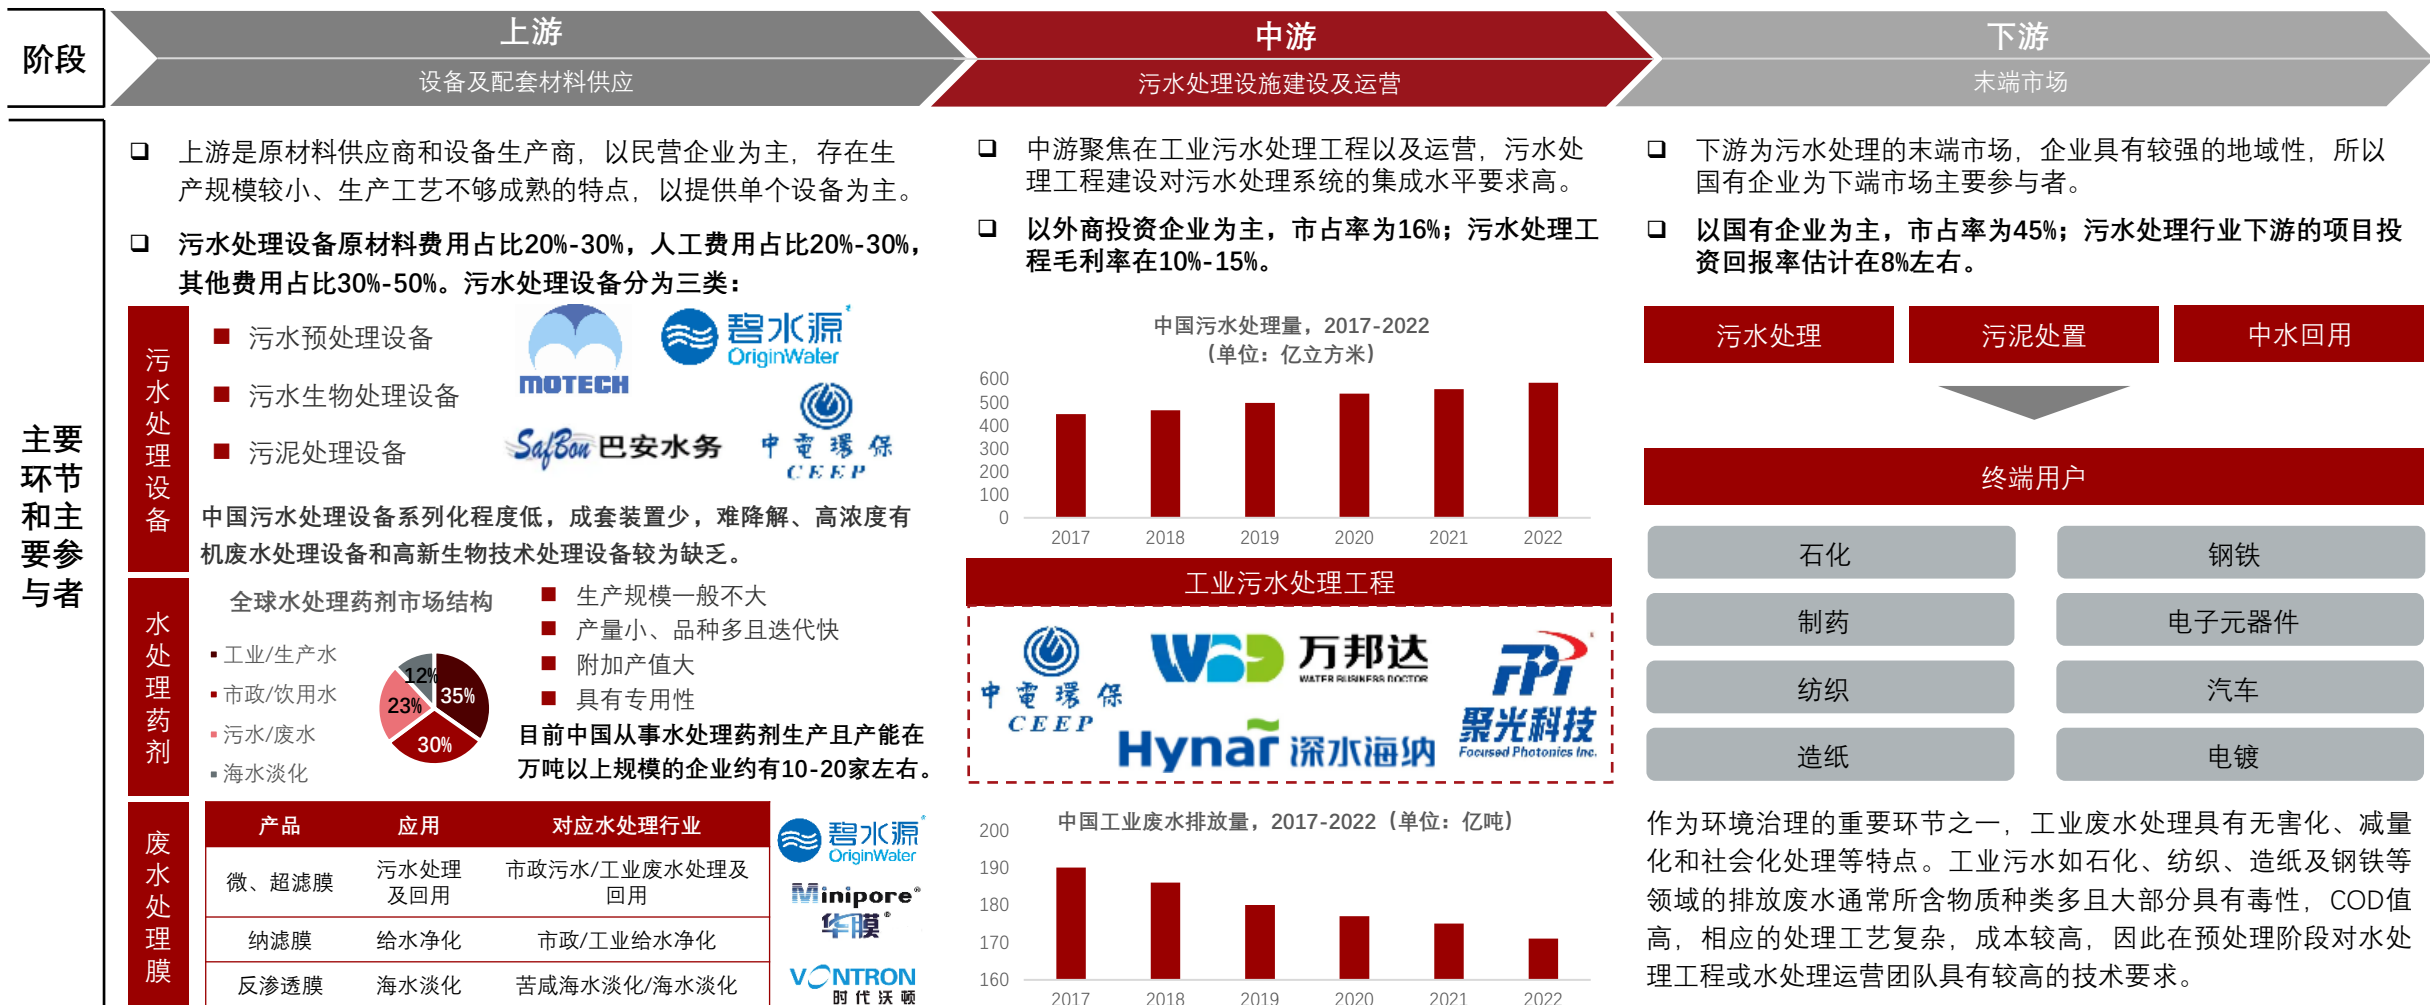 阶段
上游
设备及配套材料供应
中游
污水处理设施建设及运营
下游
末端市场
主要
环节
和主
要参
与者
上游是原材料供应商和设备生产商，以民营企业为主，存在生
产规模较小、生产工艺不够成熟的特点，以提供单个设备为主。
污水处理设备原材料费用占比20%-30%，人工费用占比20%-30%，
其他费用占比30%-50%。污水处理设备分为三类：
污水处理设备
污水预处理设备
污水生物处理设备
污泥处理设备
MOTECH
碧水源
OriginWater
SafBon 巴安水务
中電環保
CEEP
中国污水处理设备系列化程度低，成套装置少，难降解、高浓度有
机废水处理设备和高新生物技术处理设备较为缺乏。
水处理药剂
全球水处理药剂市场结构
工业/生产水
市政/饮用水
污水/废水
海水淡化
12%
35%
23%
30%
生产规模一般不大
产量小、品种多且迭代快
附加产值大
具有专用性
目前中国从事水处理药剂生产且产能在
万吨以上规模的企业约有10-20家左右。
废水处理膜
产品 应用 对应水处理行业
微、超滤膜 污水处理及回用 市政污水/工业废水处理及回用
纳滤膜 给水净化 市政/工业给水净化
反渗透膜 海水淡化 苦咸海水淡化/海水淡化
碧水源
OriginWater
Minipore®
华膜®
VONTRON
时代沃顿
中游聚焦在工业污水处理工程以及运营，污水处
理工程建设对污水处理系统的集成水平要求高。
以外商投资企业为主，市占率为16%；污水处理工
程毛利率在10%-15%。
中国污水处理量，2017-2022
（单位：亿立方米）
600
500
400
300
200
100
0
2017 2018 2019 2020 2021 2022
工业污水处理工程
中電環保
CEEP
WBD 万邦达
WATER BUSINESS DOCTOR
FPI
聚光科技
Focused Photonics Inc.
Hynar 深水海纳
中国工业废水排放量，2017-2022（单位：亿吨）
200
190
180
170
160
2017 2018 2019 2020 2021 2022
下游为污水处理的末端市场，企业具有较强的地域性，所以
国有企业为下端市场主要参与者。
以国有企业为主，市占率为45%；污水处理行业下游的项目投
资回报率估计在8%左右。
污水处理 污泥处置 中水回用
终端用户
石化 钢铁
制药 电子元器件
纺织 汽车
造纸 电镀
作为环境治理的重要环节之一，工业废水处理具有无害化、减量
化和社会化处理等特点。工业污水如石化、纺织、造纸及钢铁等
领域的排放废水通常所含物质种类多且大部分具有毒性，COD值
高，相应的处理工艺复杂，成本较高，因此在预处理阶段对水处
理工程或水处理运营团队具有较高的技术要求。